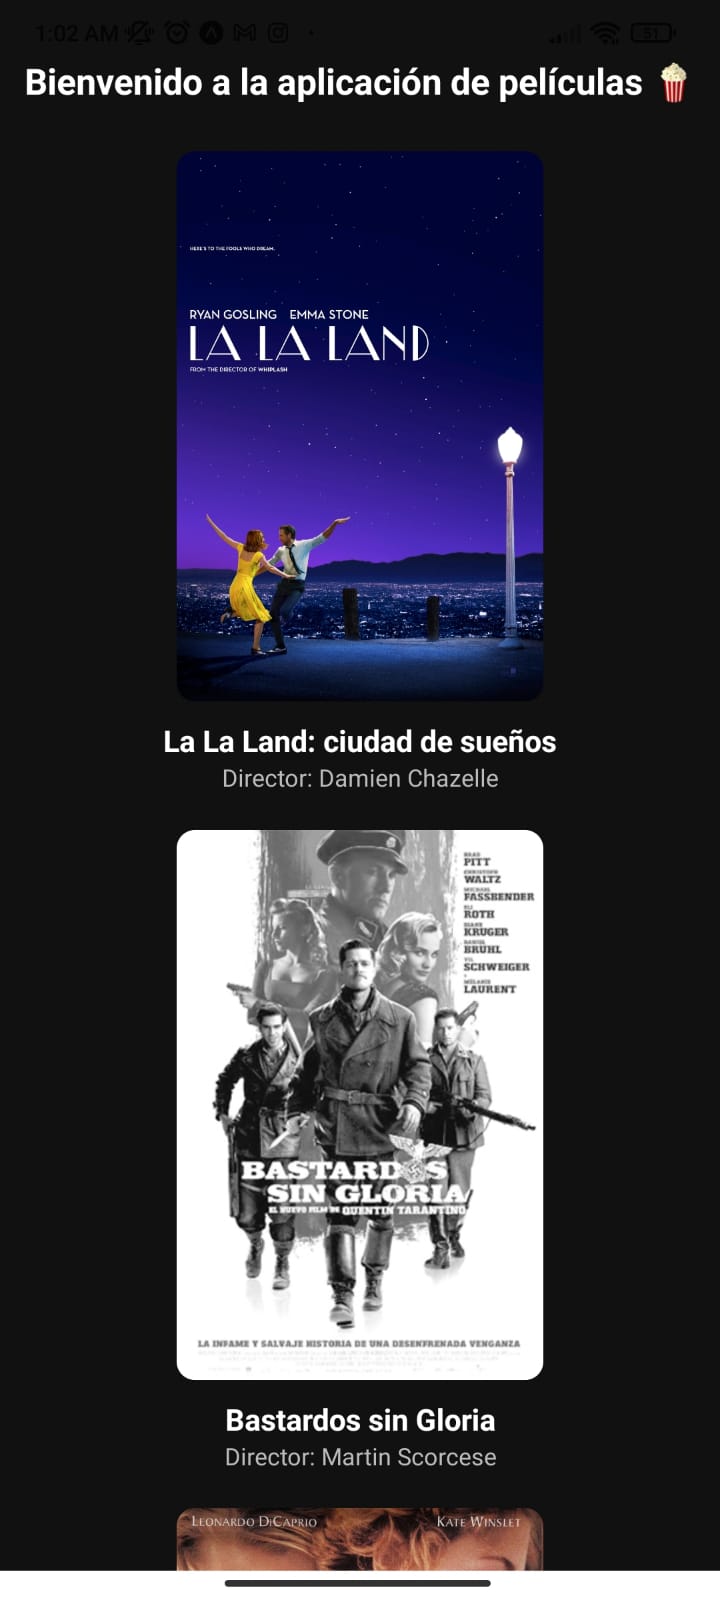 1:02 AM
51
Bienvenido a la aplicación de películas 🍿
HERE'S TO THE FOOLS WHO DREAM.
RYAN GOSLING EMMA STONE
LA LA LAND
FROM THE DIRECTOR OF WHIPLASH
La La Land: ciudad de sueños
Director: Damien Chazelle
BRAD
PITT
CHRISTOPH
WALTZ
MICHAEL
FASSBENDER
ELI
ROTH
DIANE
KRUGER
DANIEL
BRUHL
TIL
SCHWEIGER
Y
MÉLANIE
LAURENT
BASTARDOS
SIN GLORIA
EL NUEVO FILM DE QUENTIN TARANTINO
LA INFAME Y SALVAJE HISTORIA DE UNA DESENFRENADA VENGANZA
Bastardos sin Gloria
Director: Martin Scorcese
LEONARDO DICAPRIO KATE WINSLET